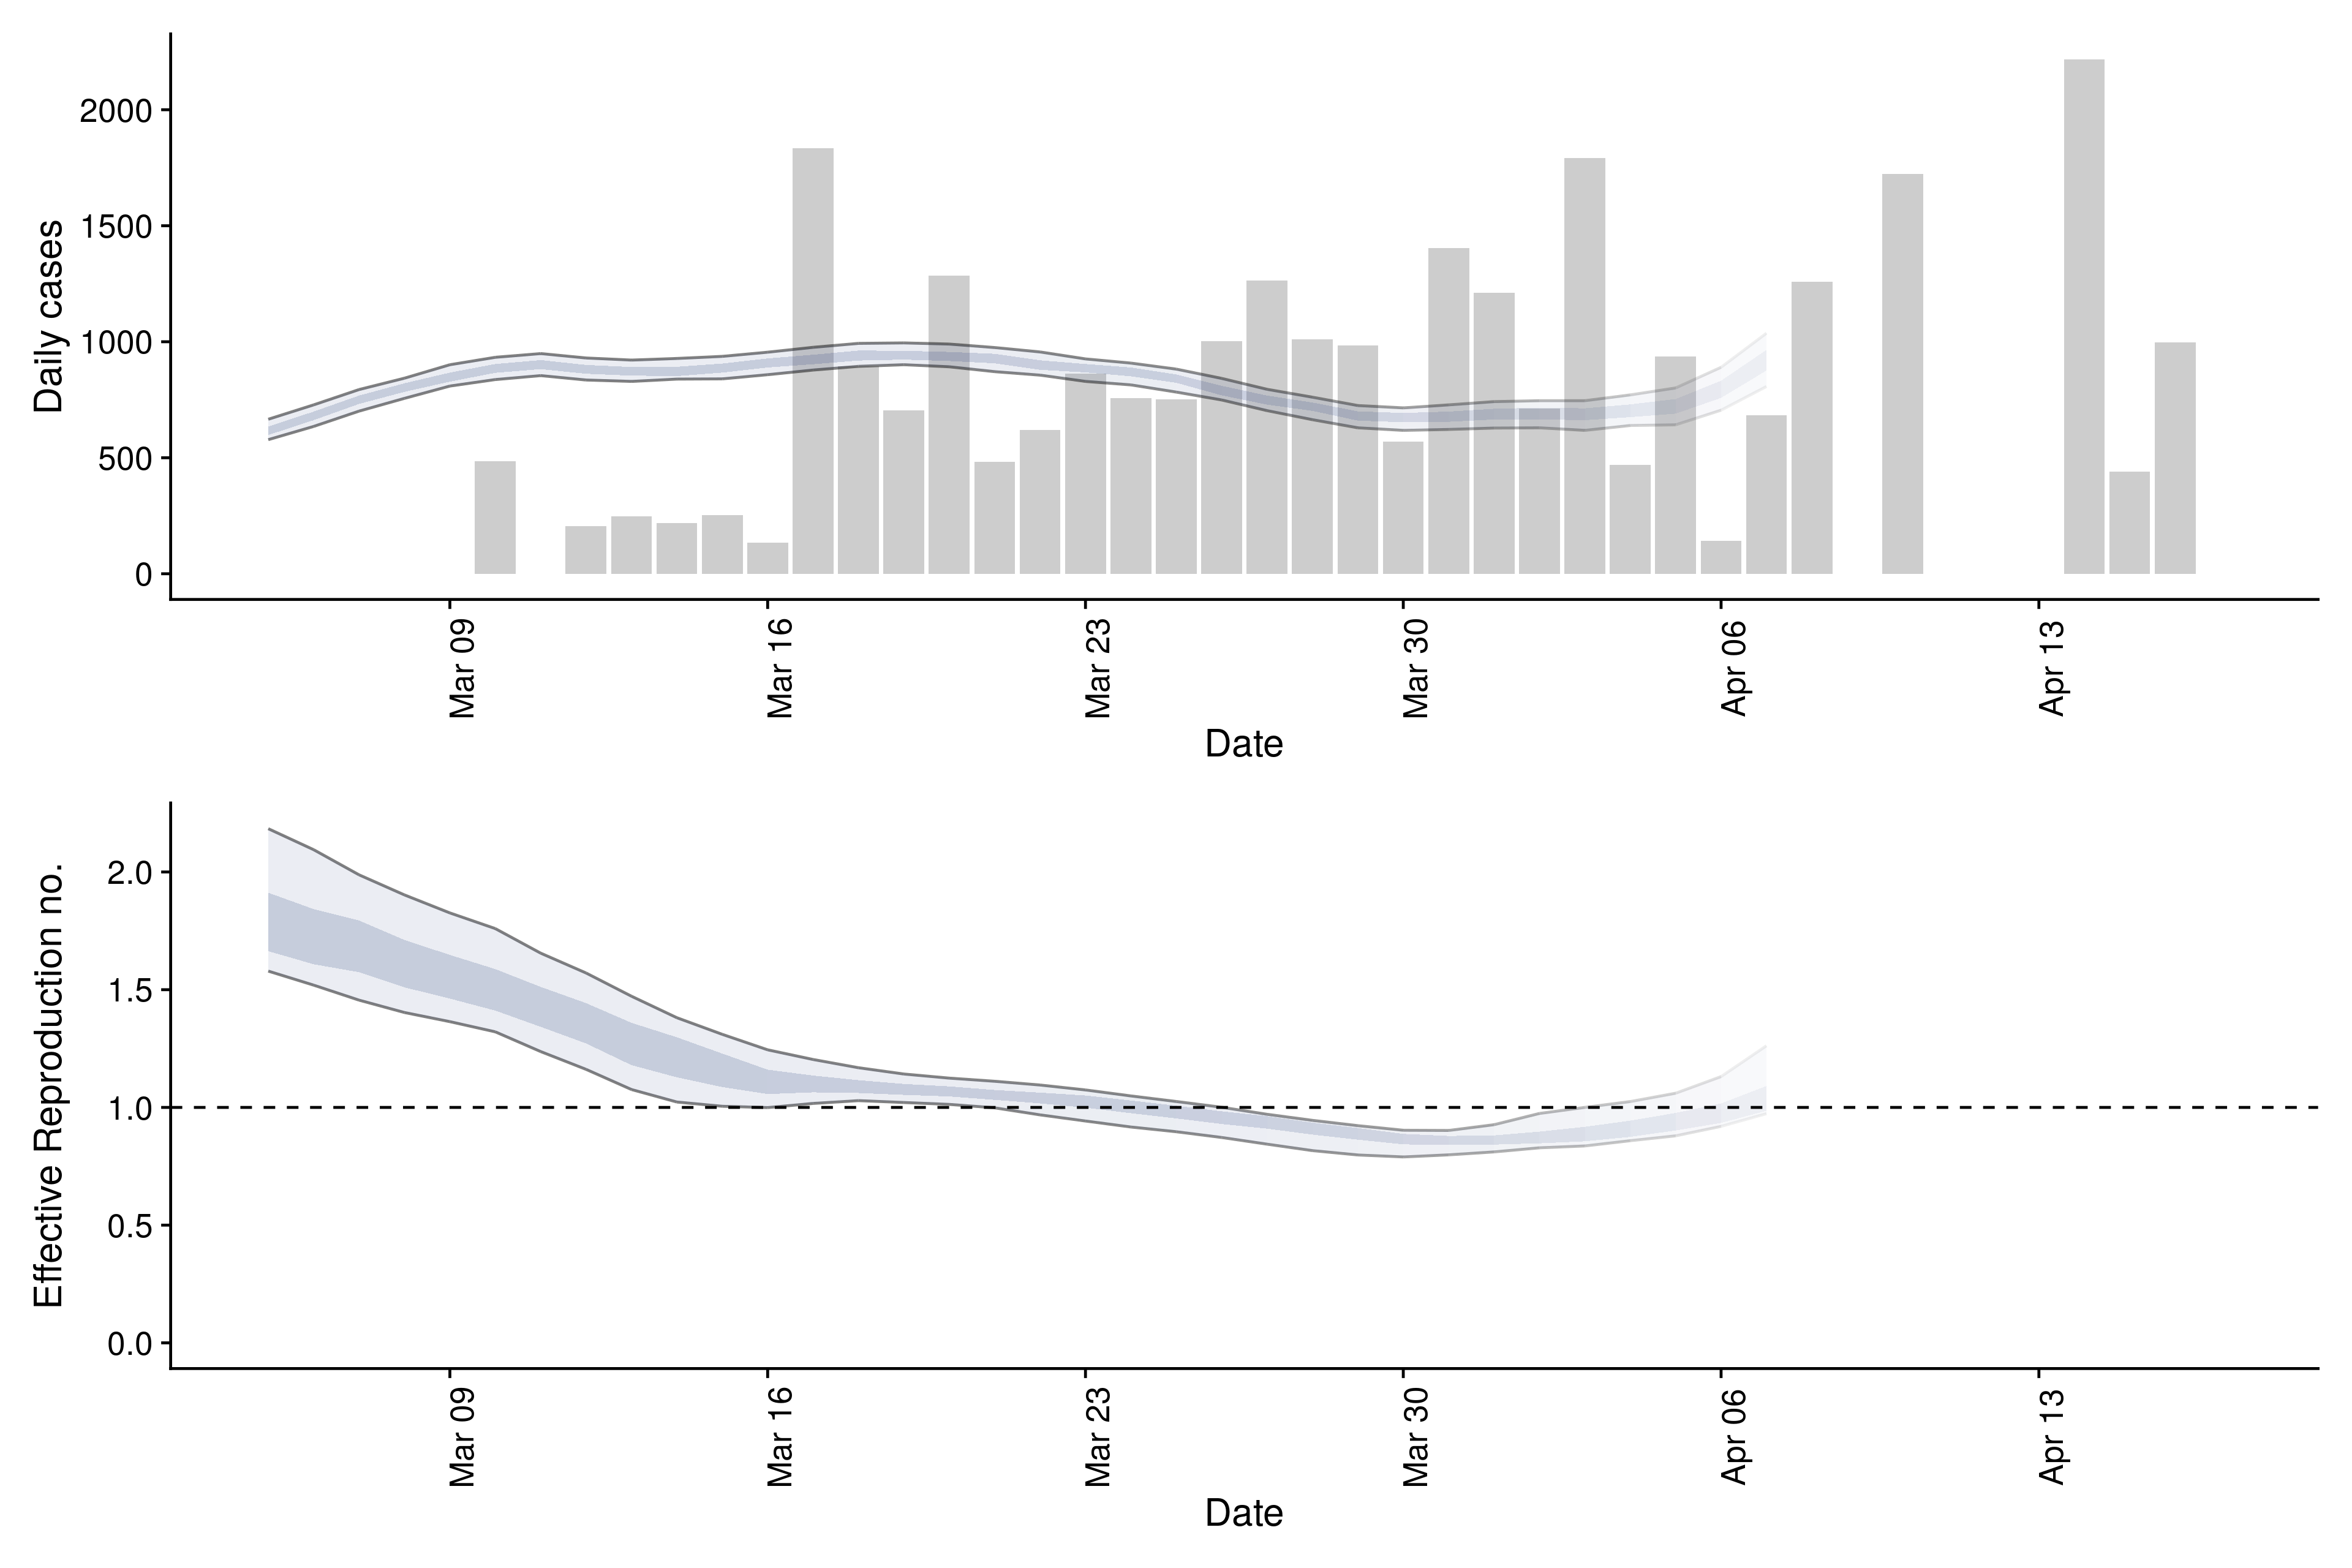 Daily cases
2000
1500
1000
500
0
Mar 09
Mar 16
Mar 23
Mar 30
Apr 06
Apr 13
Date
Effective Reproduction no.
2.0
1.5
1.0
0.5
0.0
Mar 09
Mar 16
Mar 23
Mar 30
Apr 06
Apr 13
Date